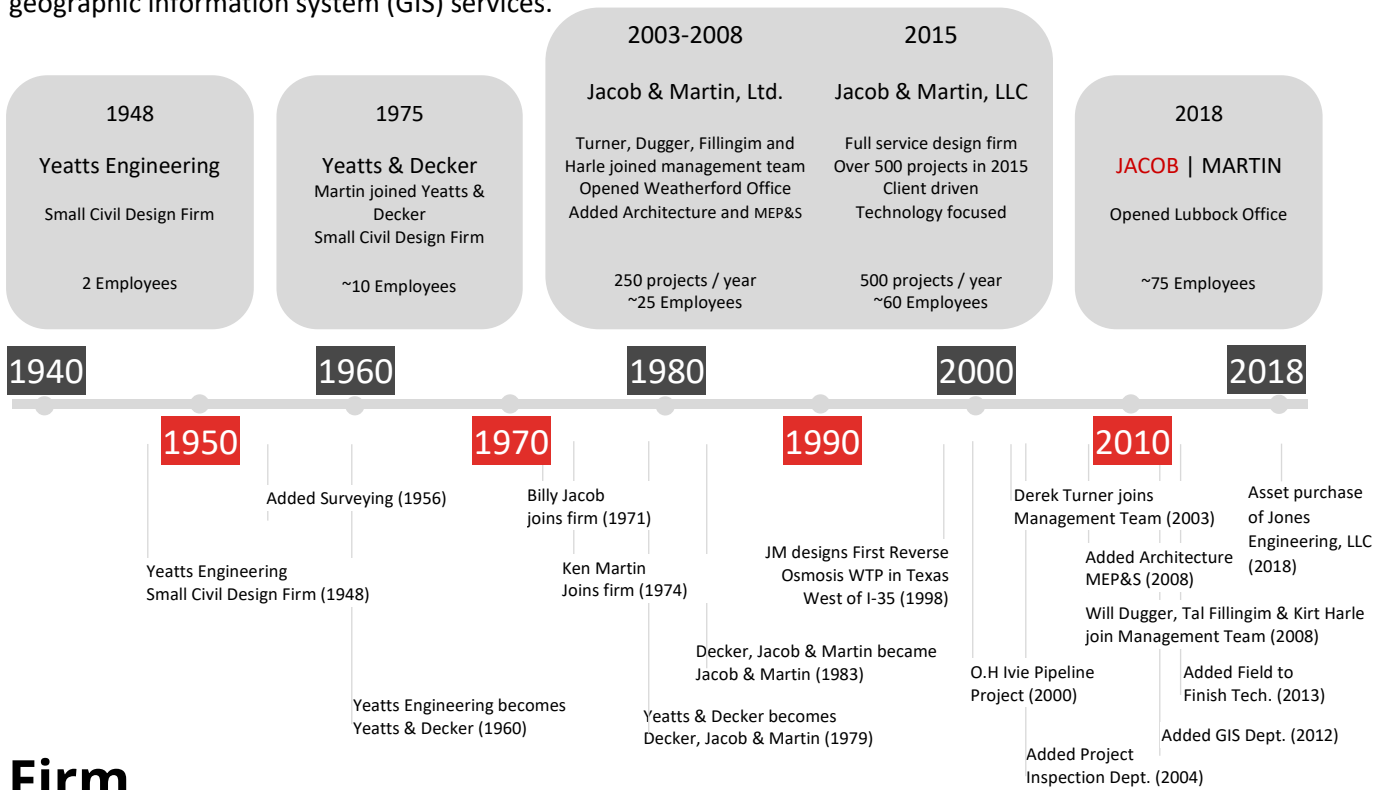 geographic information system (GIS) services.
1948
Yeatts Engineering
Small Civil Design Firm
2 Employees
1975
Yeatts & Decker
Martin joined Yeatts &
Decker
Small Civil Design Firm
~10 Employees
2003-2008
Jacob & Martin, Ltd.
Turner, Dugger, Fillingim and
Harle joined management team
Opened Weatherford Office
Added Architecture and MEP&S
250 projects / year
~25 Employees
2015
Jacob & Martin, LLC
Full service design firm
Over 500 projects in 2015
Client driven
Technology focused
500 projects / year
~60 Employees
2018
JACOB | MARTIN
Opened Lubbock Office
~75 Employees
1940
1960
1980
2000
2018
1950
1970
1990
2010
Added Surveying (1956)
Yeatts Engineering
Small Civil Design Firm (1948)
Yeatts Engineering becomes
Yeatts & Decker (1960)
Billy Jacob
joins firm (1971)
Ken Martin
Joins firm (1974)
Decker, Jacob & Martin became
Jacob & Martin (1983)
Yeatts & Decker becomes
Decker, Jacob & Martin (1979)
JM designs First Reverse
Osmosis WTP in Texas
West of I-35 (1998)
Derek Turner joins
Management Team (2003)
Added Architecture
MEP&S (2008)
Will Dugger, Tal Fillingim & Kirt Harle
join Management Team (2008)
O.H Ivie Pipeline
Project (2000)
Added Field to
Finish Tech. (2013)
Added GIS Dept. (2012)
Added Project
Inspection Dept. (2004)
Asset purchase
of Jones
Engineering, LLC
(2018)
Firm